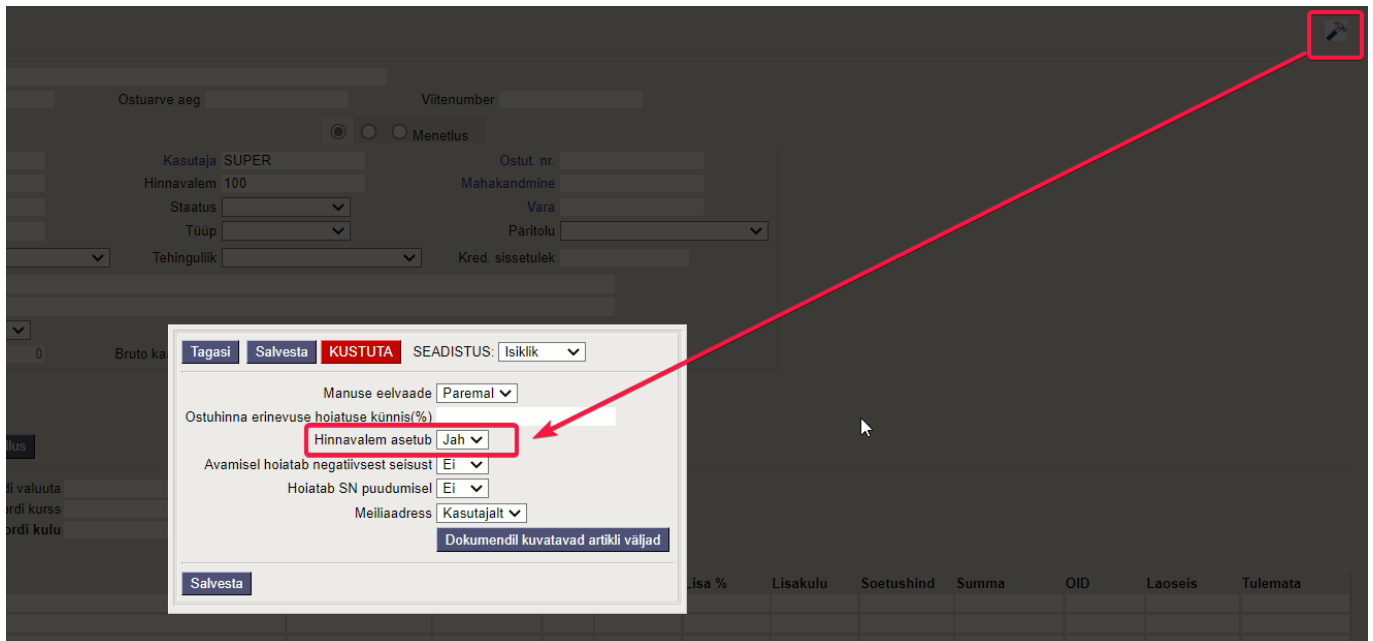 Ostuarve aeg Viitenumber
Menetlus
Kasutaja SUPER Ostut. nr.
Hinnavalem 100 Mahakandmine
Staatus Vara
Tüüp Päritolu
Tehinguliik Kred. sissetulek
0 Bruto ka
Tagasi Salvesta KUSTUTA SEADISTUS: Isiklik
Manuse eelvaade Paremal
Ostuhinna erinevuse hoiatuse künnis(%)
Hinnavalem asetub Jah
Avamisel hoiatab negatiivsest seisust Ei
Hoiatab SN puudumisel Ei
Meiliaadress Kasutajalt
Dokumendil kuvatavad artikli väljad
Salvesta
llus
di valuuta
ordi kurss
ordi kulu
Lisa % Lisakulu Soetushind Summa OID Laoseis Tulemata